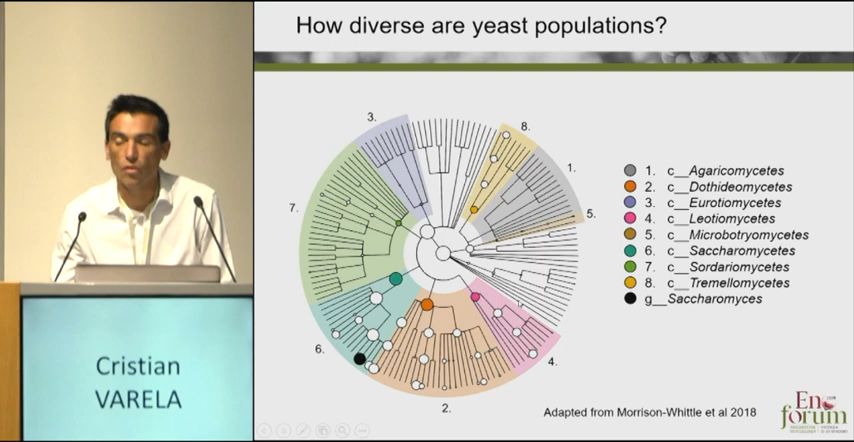 How diverse are yeast populations?
3.
8.
1.
7.
5.
6.
4.
2.
1. c__Agaricomycetes
2. c__Dothideomycetes
3. c__Eurotiomycetes
4. c__Leotiomycetes
5. c__Microbotryomycetes
6. c__Saccharomycetes
7. c__Sordariomycetes
8. c__Tremellomycetes
g__Saccharomyces
Cristian
VARELA
Adapted from Morrison-Whittle et al 2018
En
forum